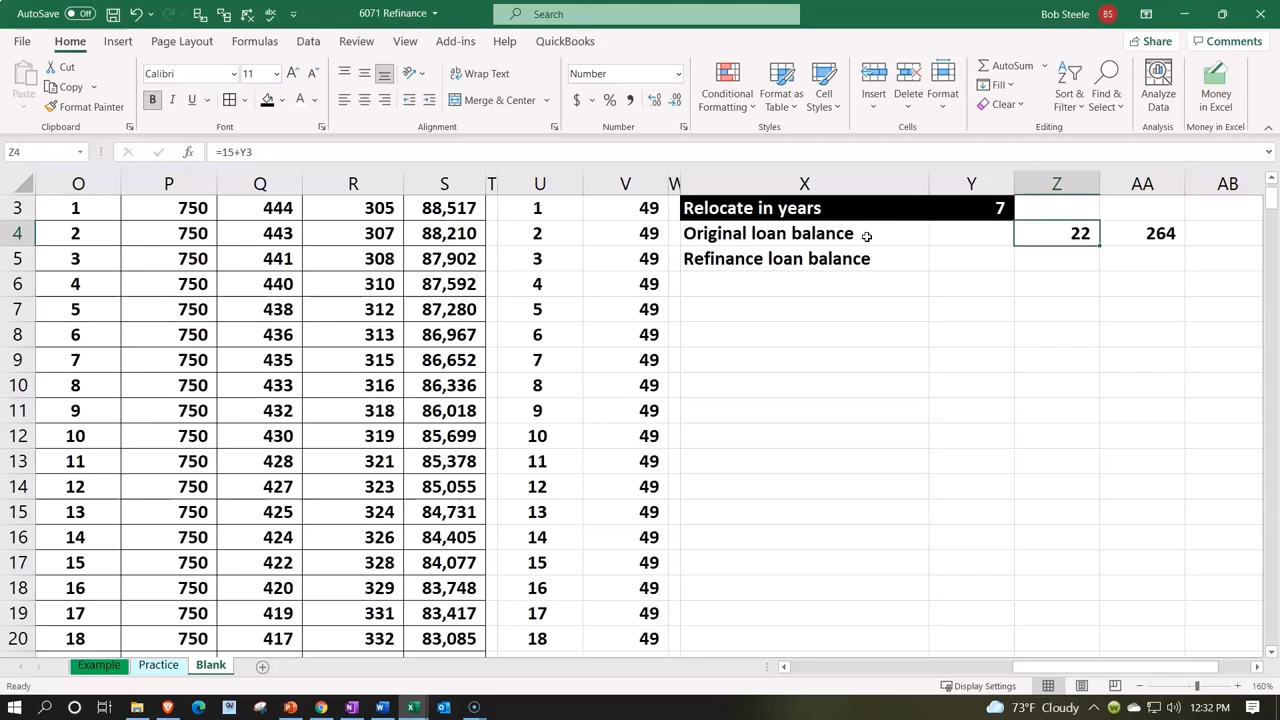 AutoSave Off 6071 Refinance Search Bob Steele BS
File Home Insert Page Layout Formulas Data Review View Add-ins Help QuickBooks Share Comments
Paste Cut Copy Format Painter Calibri 11 B I U Wrap Text Merge & Center Number $ % Conditional Formatting Format as Table Cell Styles Insert Delete Format AutoSum Fill Clear Sort & Filter Find & Select Analyze Data Money in Excel
Clipboard Font Alignment Number Styles Cells Editing Analysis Money in Excel
Z4 fx =15+Y3
O P Q R S T U V W X Y Z AA AB
3 1 750 444 305 88,517 1 49 Relocate in years 7
4 2 750 443 307 88,210 2 49 Original loan balance 22 264
5 3 750 441 308 87,902 3 49 Refinance loan balance
6 4 750 440 310 87,592 4 49
7 5 750 438 312 87,280 5 49
8 6 750 436 313 86,967 6 49
9 7 750 435 315 86,652 7 49
10 8 750 433 316 86,336 8 49
11 9 750 432 318 86,018 9 49
12 10 750 430 319 85,699 10 49
13 11 750 428 321 85,378 11 49
14 12 750 427 323 85,055 12 49
15 13 750 425 324 84,731 13 49
16 14 750 424 326 84,405 14 49
17 15 750 422 328 84,077 15 49
18 16 750 420 329 83,748 16 49
19 17 750 419 331 83,417 17 49
20 18 750 417 332 83,085 18 49
Example Practice Blank
Ready Display Settings 160%
73°F Cloudy 12:32 PM